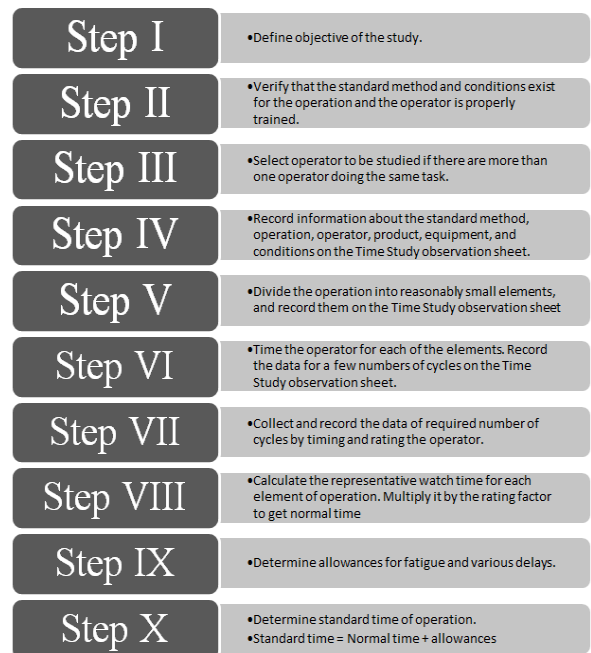 Step I
•Define objective of the study.
Step II
•Verify that the standard method and conditions exist
for the operation and the operator is properly
trained.
Step III
•Select operator to be studied if there are more than
one operator doing the same task.
Step IV
•Record information about the standard method,
operation, operator, product, equipment, and
conditions on the Time Study observation sheet.
Step V
•Divide the operation into reasonably small elements,
and record them on the Time Study observation sheet
Step VI
•Time the operator for each of the elements. Record
the data for a few numbers of cycles on the Time
Study observation sheet.
Step VII
•Collect and record the data of required number of
cycles by timing and rating the operator.
Step VIII
•Calculate the representative watch time for each
element of operation. Multiply it by the rating factor
to get normal time
Step IX
•Determine allowances for fatigue and various delays.
Step X
•Determine standard time of operation.
•Standard time = Normal time + allowances